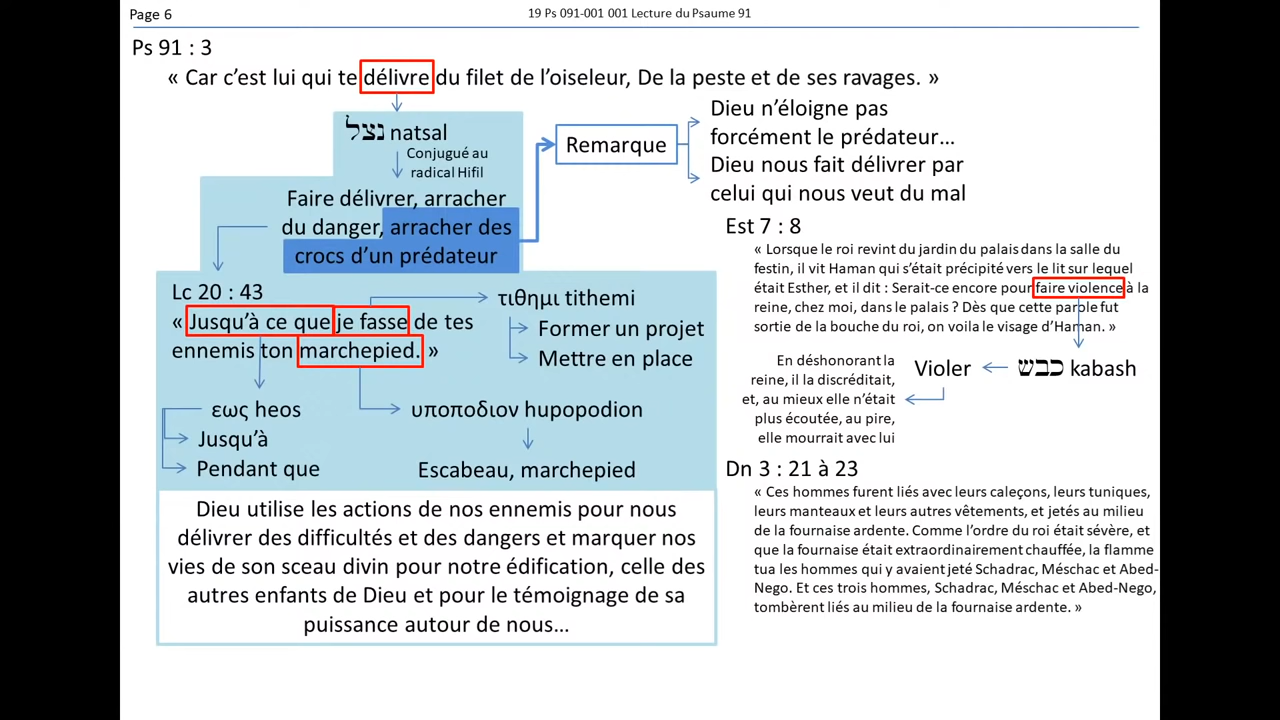 Page 6
19 Ps 091-001 001 Lecture du Psaume 91
Ps 91 : 3
« Car c’est lui qui te délivre du filet de l’oiseleur, De la peste et de ses ravages. »
נצל natsal
Conjugué au
radical Hifil
Faire délivrer, arracher
du danger, arracher des
crocs d’un prédateur
Remarque
Dieu n’éloigne pas
forcément le prédateur…
Dieu nous fait délivrer par
celui qui nous veut du mal
Lc 20 : 43
« Jusqu’à ce que je fasse de tes
ennemis ton marchepied. »
τιθημι tithemi
Former un projet
Mettre en place
εως heos
Jusqu’à
Pendant que
υποποδιον hupopodion
Escabeau, marchepied
Dieu utilise les actions de nos ennemis pour nous
délivrer des difficultés et des dangers et marquer nos
vies de son sceau divin pour notre édification, celle des
autres enfants de Dieu et pour le témoignage de sa
puissance autour de nous…
Est 7 : 8
« Lorsque le roi revint du jardin du palais dans la salle du
festin, il vit Haman qui s’était précipité vers le lit sur lequel
était Esther, et il dit : Serait-ce encore pour faire violence à la
reine, chez moi, dans le palais ? Dès que cette parole fut
sortie de la bouche du roi, on voila le visage d’Haman. »
כבש kabash
Violer
En déshonorant la
reine, il la discréditait,
et, au mieux elle n’était
plus écoutée, au pire,
elle mourrait avec lui
Dn 3 : 21 à 23
« Ces hommes furent liés avec leurs caleçons, leurs tuniques,
leurs manteaux et leurs autres vêtements, et jetés au milieu
de la fournaise ardente. Comme l’ordre du roi était sévère, et
que la fournaise était extraordinairement chauffée, la flamme
tua les hommes qui y avaient jeté Schadrac, Méschac et Abed-
Nego. Et ces trois hommes, Schadrac, Méschac et Abed-Nego,
tombèrent liés au milieu de la fournaise ardente. »